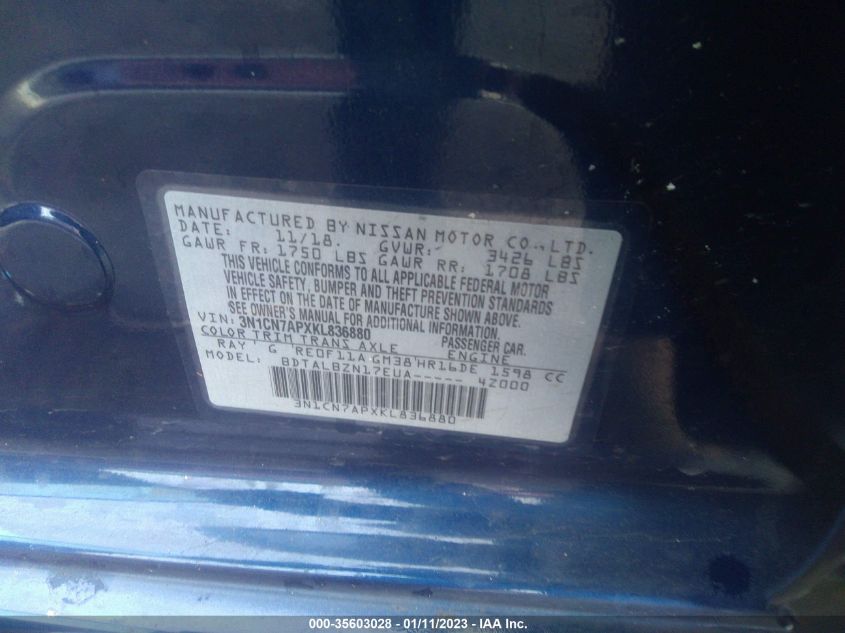 MANUFACTURED BY NISSAN MOTOR CO.,LTD.
DATE: 11/18. GVWR: 3426 LBS
GAWR FR: 1750 LBS GAWR RR: 1708 LBS
THIS VEHICLE CONFORMS TO ALL APPLICABLE FEDERAL MOTOR
VEHICLE SAFETY, BUMPER AND THEFT PREVENTION STANDARDS
IN EFFECT ON THE DATE OF MANUFACTURE SHOWN ABOVE.
SEE OWNER'S MANUAL FOR ADDITIONAL INFORMATION.
VIN: 3N1CN7APXKL836880 PASSENGER CAR.
COLOR TRIM TRANS AXLE ENGINE
RAY G RE0F11A GM38 HR16DE 1598 CC
MODEL: BDTALBZN17EUA----- 42000
3N1CN7APXKL836880
000-35603028 - 01/11/2023 - IAA Inc.